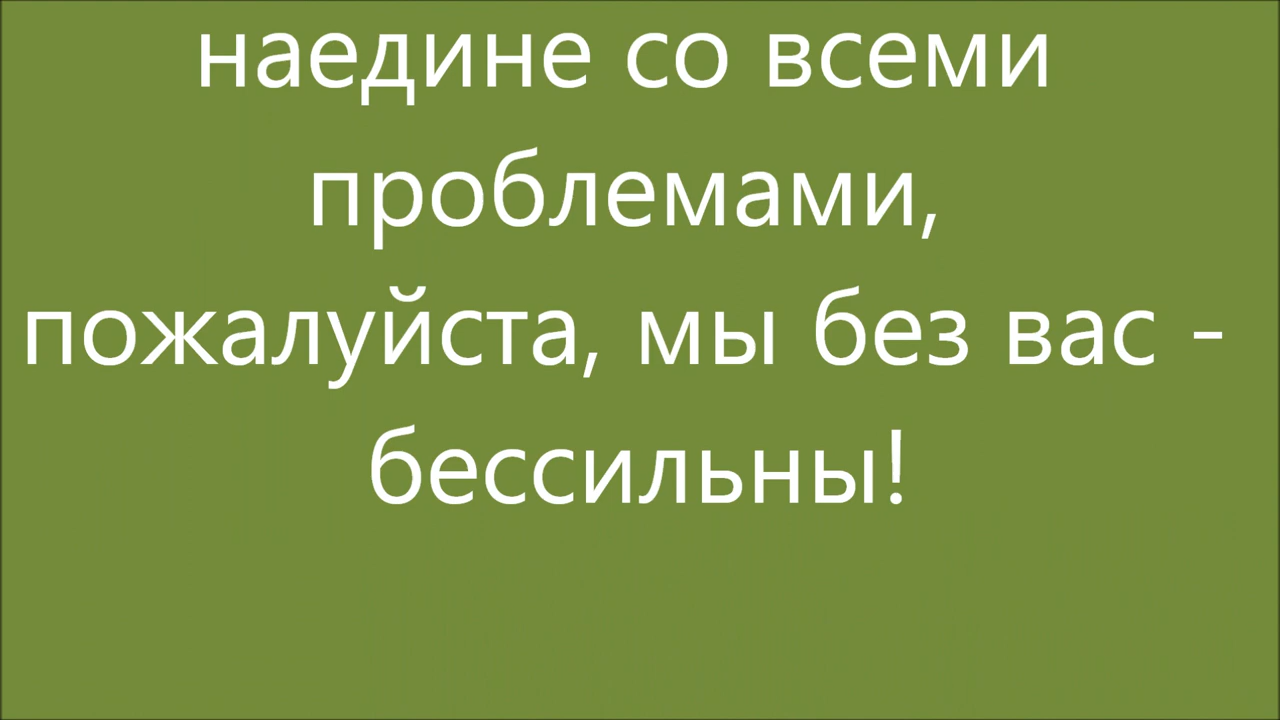 наедине со всеми
проблемами,
пожалуйста, мы без вас -
бессильны!